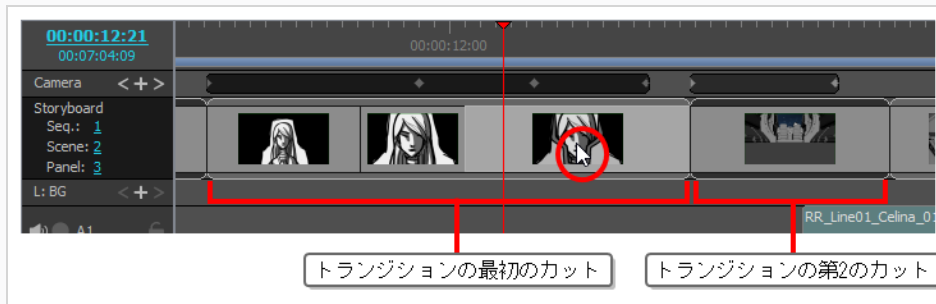 00:00:12:21
00:07:04:09
00:00:12:00
Camera < + >
Storyboard
Seq.: 1
Scene: 2
Panel: 3
L: BG < + >
A1
RR_Line01_Celina_01
トランジションの最初のカット
トランジションの第2のカット